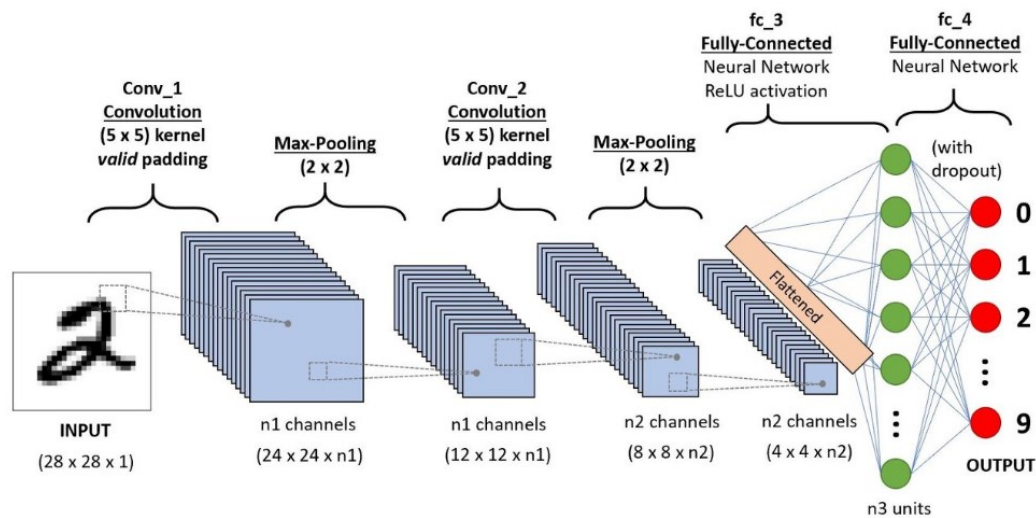 fc_3
Fully-Connected
Neural Network
ReLU activation
fc_4
Fully-Connected
Neural Network
Conv_1
Convolution
(5 x 5) kernel
valid padding
Max-Pooling
(2 x 2)
Conv_2
Convolution
(5 x 5) kernel
valid padding
Max-Pooling
(2 x 2)
(with
dropout)
Flattened
0
1
2
...
9
...
INPUT
(28 x 28 x 1)
n1 channels
(24 x 24 x n1)
n1 channels
(12 x 12 x n1)
n2 channels
(8 x 8 x n2)
n2 channels
(4 x 4 x n2)
OUTPUT
n3 units
2